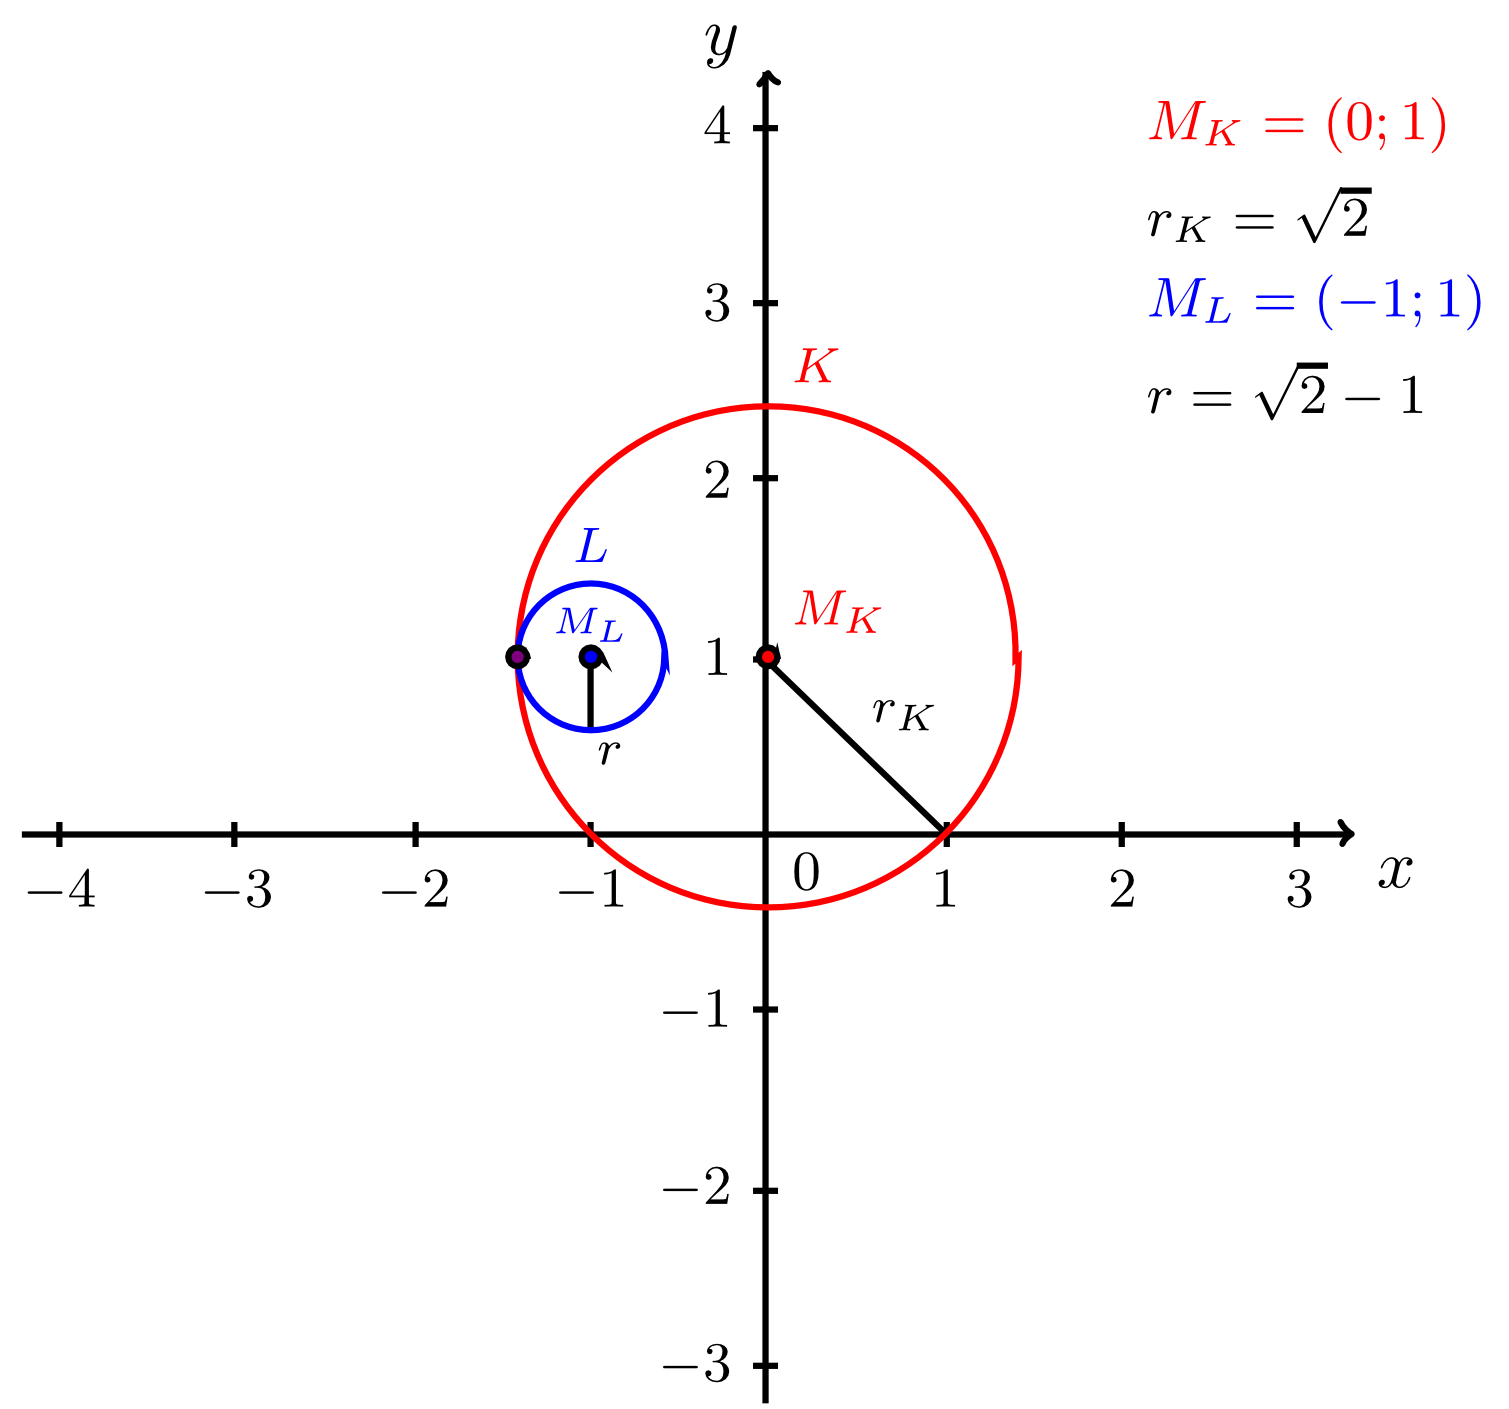 y
4
M_K = (0; 1)
r_K = √2
3
M_L = (−1; 1)
K
r = √2 − 1
2
L
M_L
M_K
1
r_K
r
0
−4 −3 −2 −1 1 2 3 x
−1
−2
−3